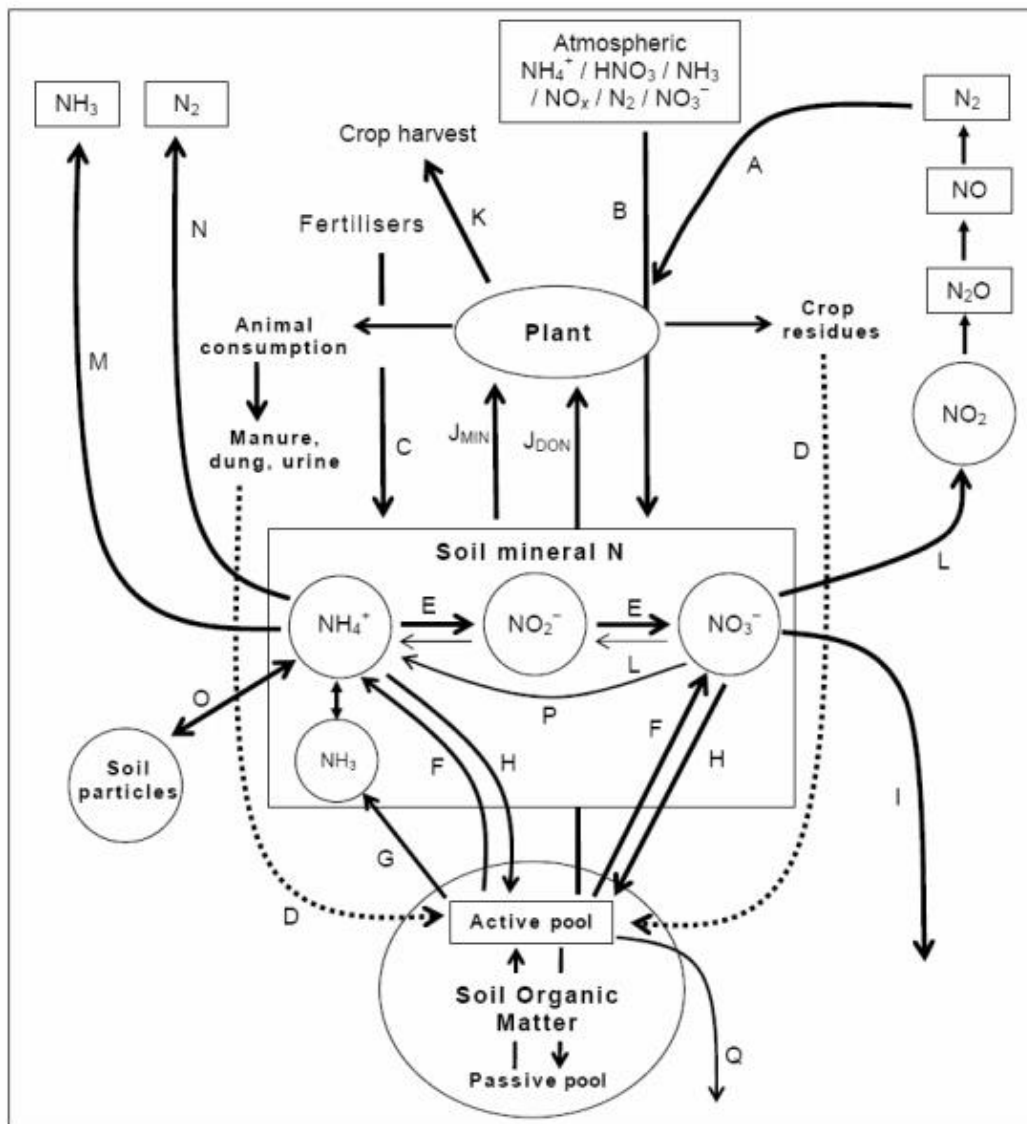 Atmospheric
NH₄⁺ / HNO₃ / NH₃
/ NOₓ / N₂ / NO₃⁻
NH₃
N₂
N₂
Crop harvest
A
NO
K
B
N
Fertilisers
N₂O
Animal
consumption
Plant
Crop
residues
M
NO₂
Manure,
dung, urine
C
J_MIN
J_DON
D
Soil mineral N
L
NH₄⁺
E
NO₂⁻
E
NO₃⁻
L
P
O
NH₃
F
H
F
H
Soil
particles
I
G
D
Active pool
Soil Organic
Matter
Q
Passive pool